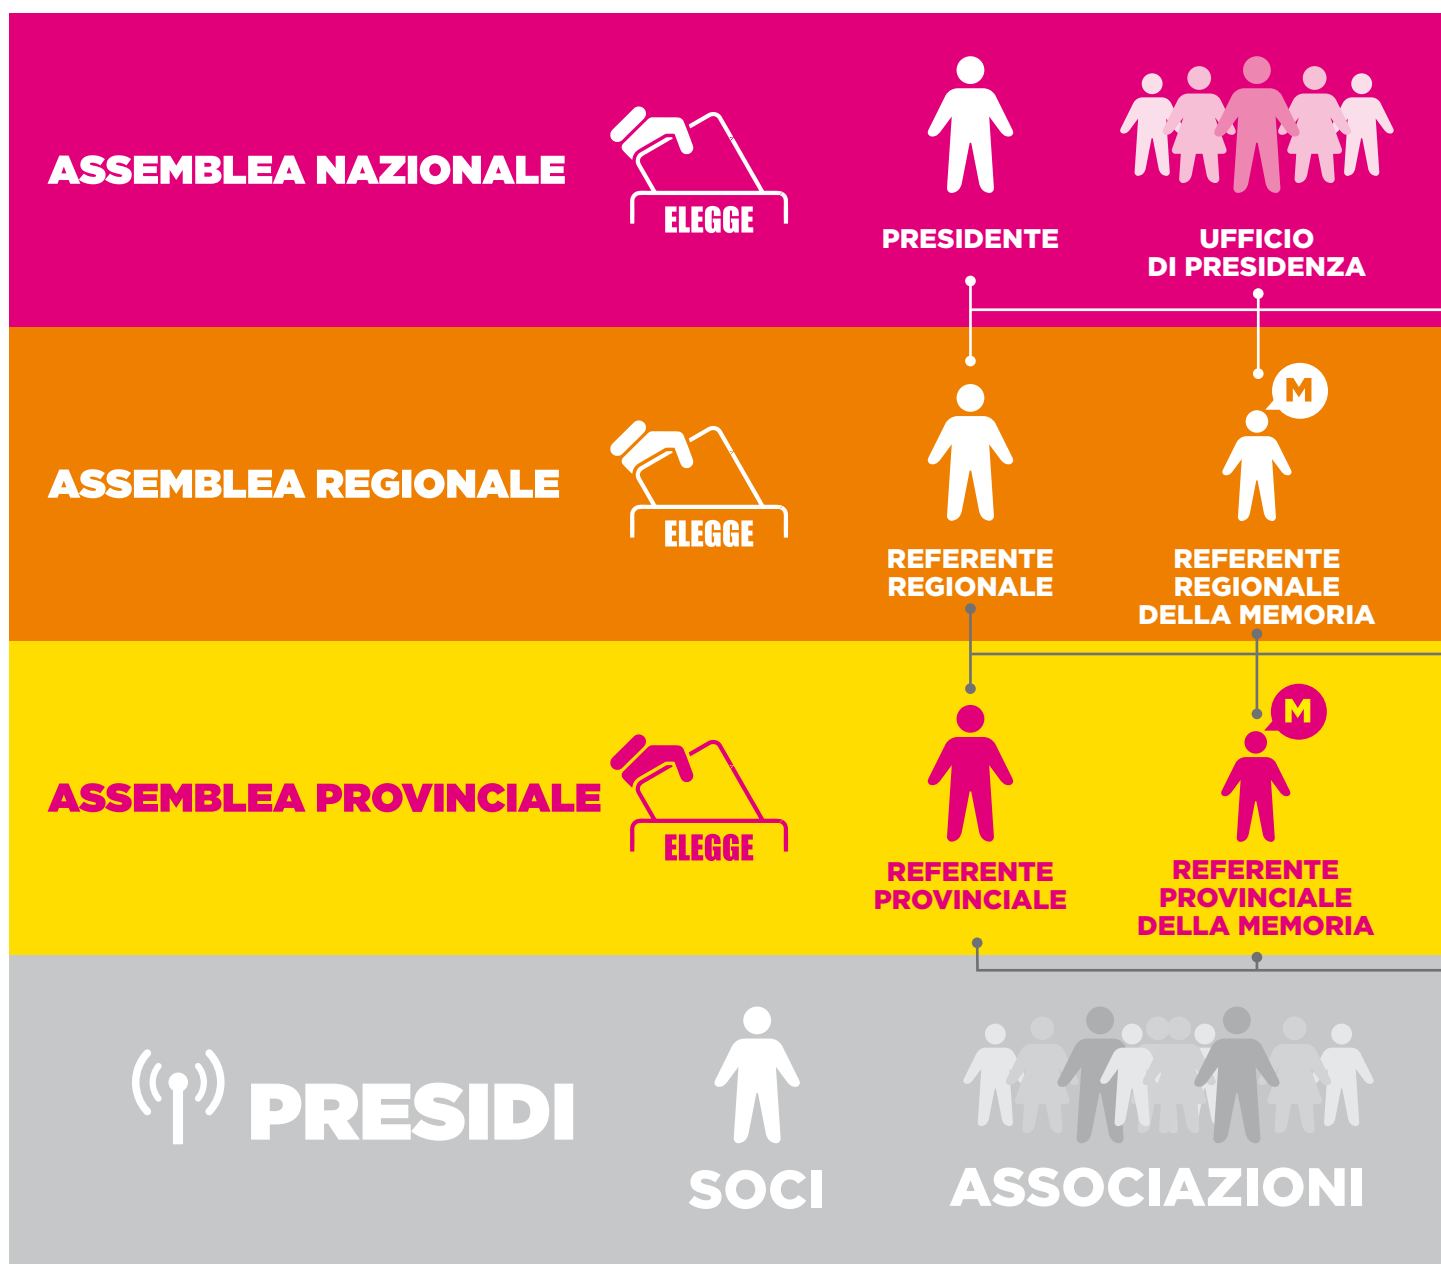 ASSEMBLEA NAZIONALE
ELEGGE
PRESIDENTE
UFFICIO
DI PRESIDENZA
ASSEMBLEA REGIONALE
ELEGGE
REFERENTE
REGIONALE
M
REFERENTE
REGIONALE
DELLA MEMORIA
ASSEMBLEA PROVINCIALE
ELEGGE
REFERENTE
PROVINCIALE
M
REFERENTE
PROVINCIALE
DELLA MEMORIA
PRESIDI
SOCI
ASSOCIAZIONI